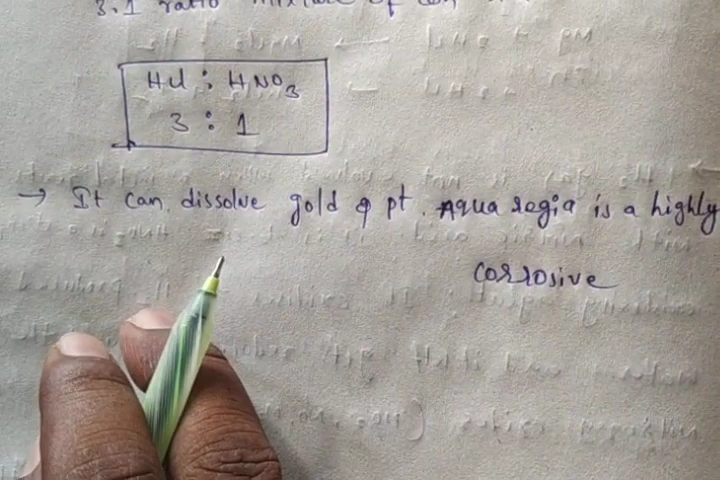 3:1 ratio mixture of con
HCl : HNO3
3 : 1
→ It can dissolve gold & pt. Aqua regia is a highly
corrosive